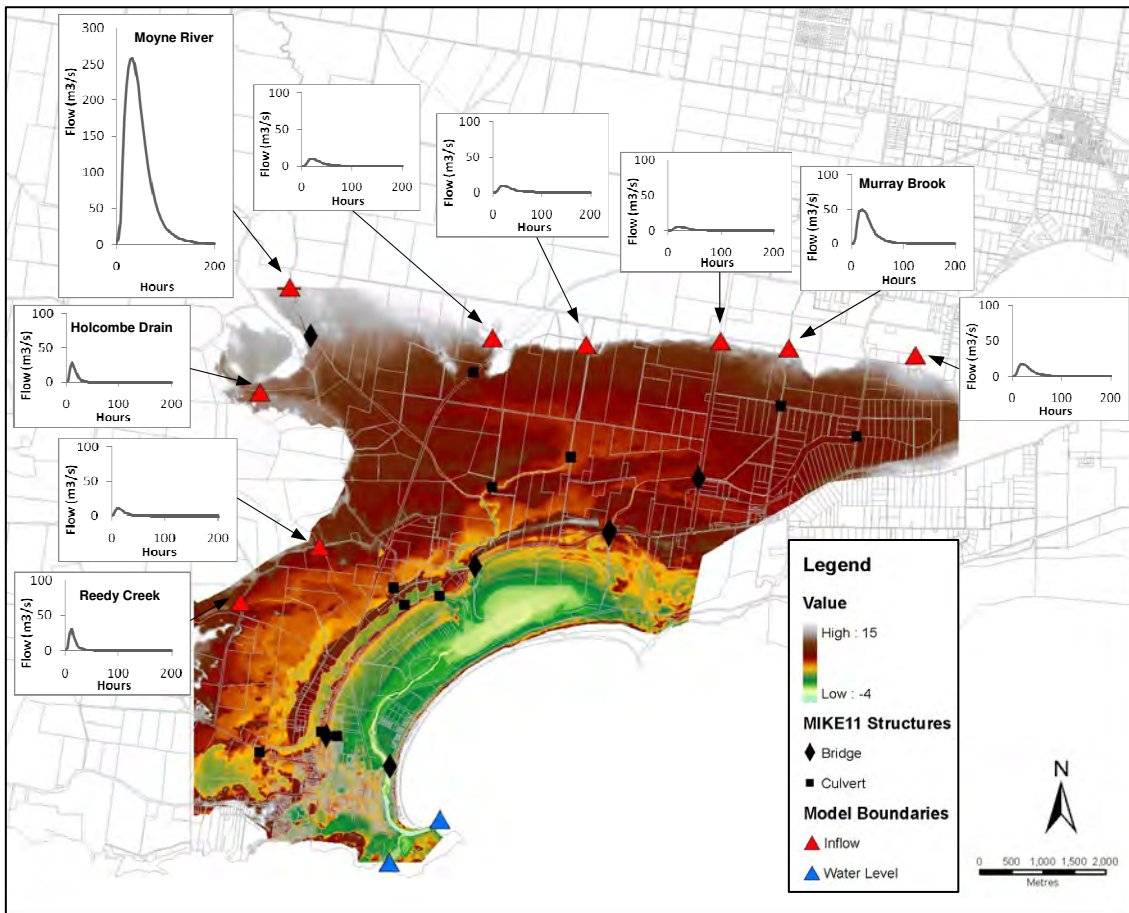 Moyne River
Flow (m3/s)
300
250
200
150
100
50
0
0 200
Hours
Flow (m3/s)
100
50
0
0 100 200
Hours
Flow (m3/s)
100
50
0
0 100 200
Hours
Flow (m3/s)
100
50
0
0 100 200
Hours
Murray Brook
Flow (m3/s)
100
50
0
0 100 200
Hours
Flow (m3/s)
100
50
0
0 100 200
Hours
Holcombe Drain
Flow (m3/s)
100
50
0
0 100 200
Hours
Flow (m3/s)
100
50
0
0 100 200
Hours
Reedy Creek
Flow (m3/s)
100
50
0
0 100 200
Hours
Legend
Value
High : 15
Low : -4
MIKE11 Structures
Bridge
Culvert
Model Boundaries
Inflow
Water Level
N
0 500 1,000 1,500 2,000
Metres